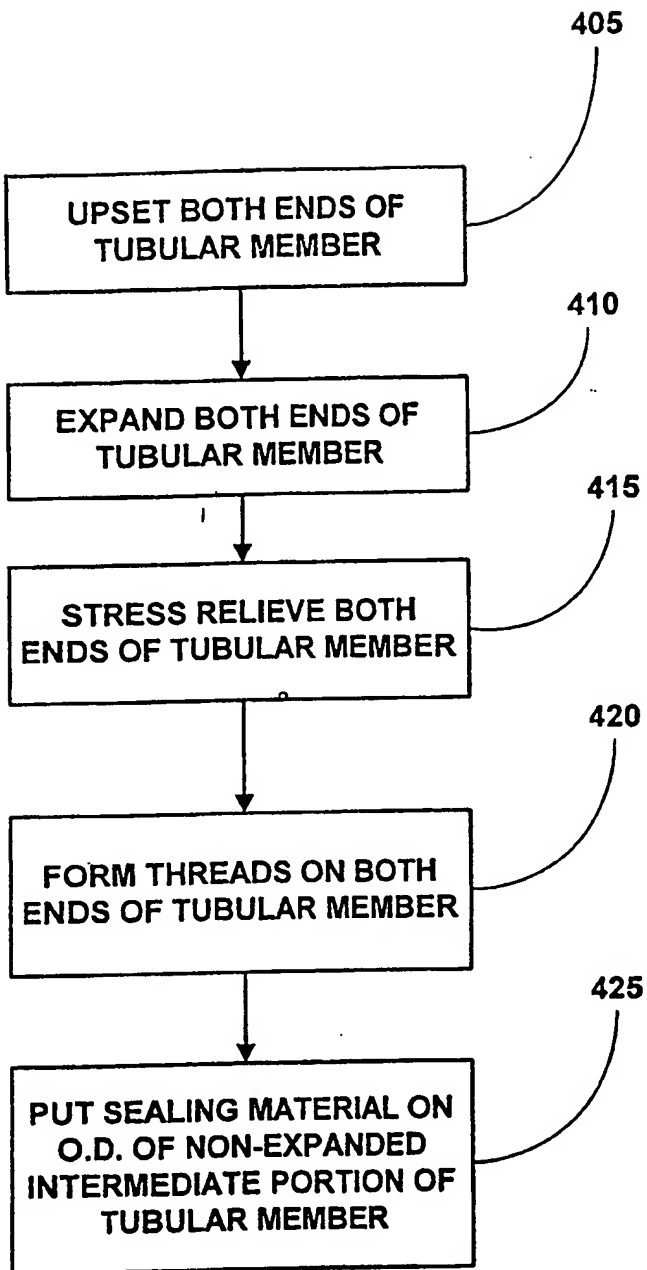 405
UPSET BOTH ENDS OF
TUBULAR MEMBER
410
EXPAND BOTH ENDS OF
TUBULAR MEMBER
415
STRESS RELIEVE BOTH
ENDS OF TUBULAR MEMBER
420
FORM THREADS ON BOTH
ENDS OF TUBULAR MEMBER
425
PUT SEALING MATERIAL ON
O.D. OF NON-EXPANDED
INTERMEDIATE PORTION OF
TUBULAR MEMBER